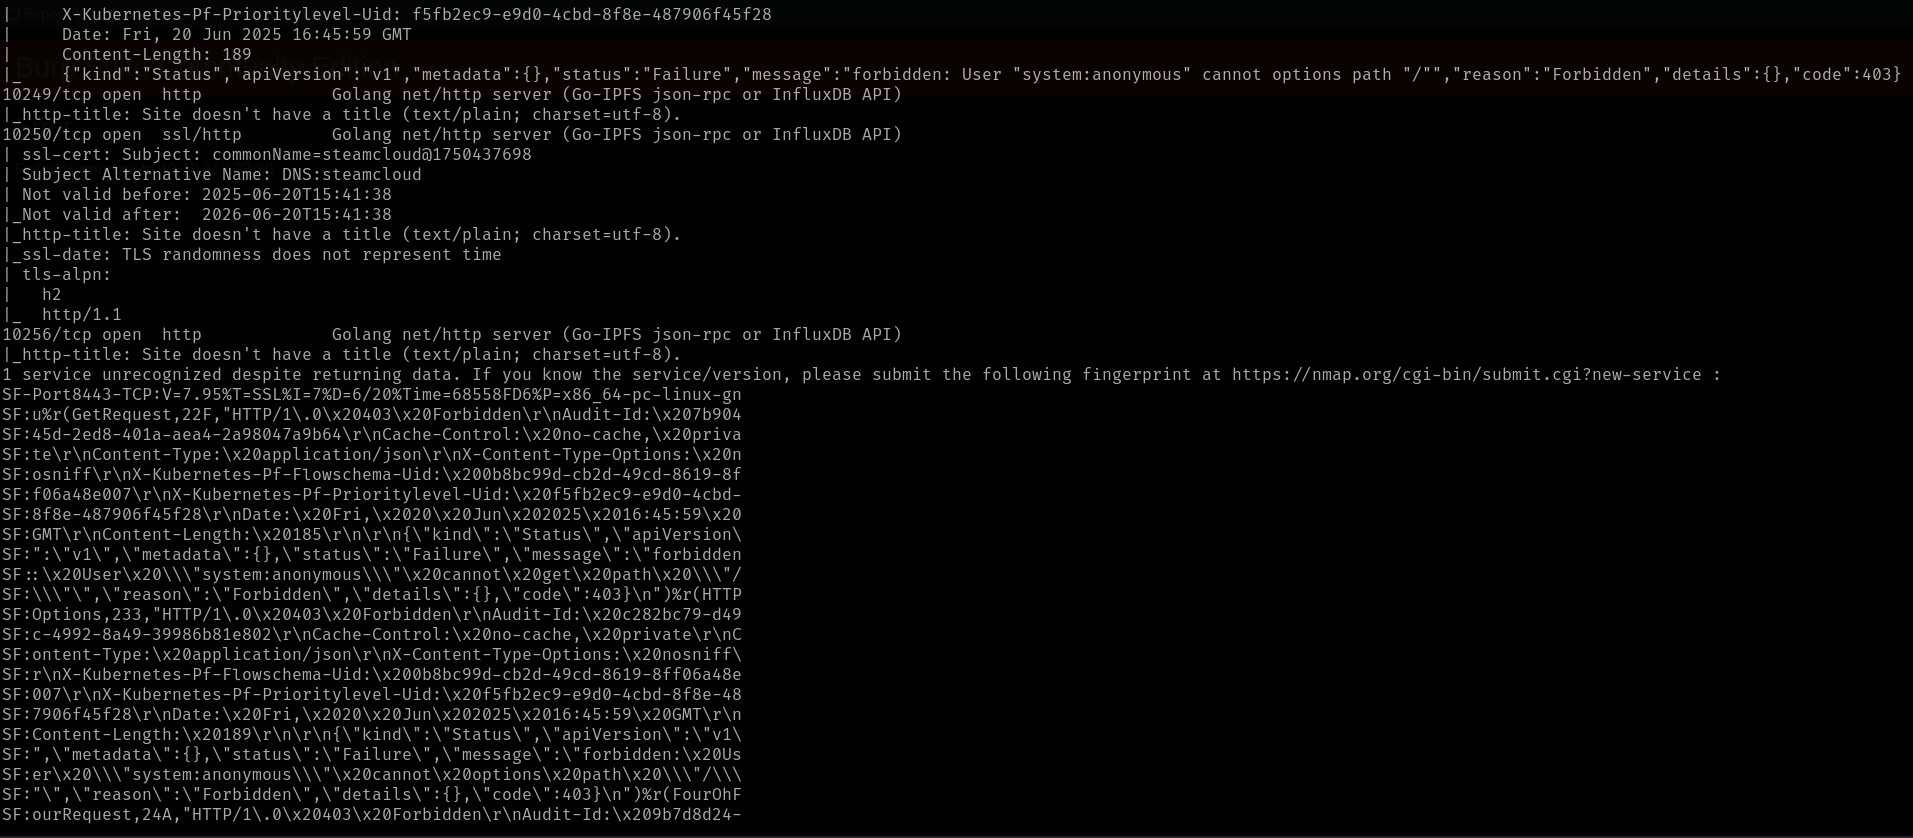 |     X-Kubernetes-Pf-Prioritylevel-Uid: f5fb2ec9-e9d0-4cbd-8f8e-487906f45f28
|     Date: Fri, 20 Jun 2025 16:45:59 GMT
|     Content-Length: 189
|_    {"kind":"Status","apiVersion":"v1","metadata":{},"status":"Failure","message":"forbidden: User "system:anonymous" cannot options path "/"","reason":"Forbidden","details":{},"code":403}
10249/tcp open  http             Golang net/http server (Go-IPFS json-rpc or InfluxDB API)
|_http-title: Site doesn't have a title (text/plain; charset=utf-8).
10250/tcp open  ssl/http         Golang net/http server (Go-IPFS json-rpc or InfluxDB API)
| ssl-cert: Subject: commonName=steamcloud@1750437698
| Subject Alternative Name: DNS:steamcloud
| Not valid before: 2025-06-20T15:41:38
|_Not valid after:  2026-06-20T15:41:38
|_http-title: Site doesn't have a title (text/plain; charset=utf-8).
|_ssl-date: TLS randomness does not represent time
| tls-alpn:
|   h2
|_  http/1.1
10256/tcp open  http             Golang net/http server (Go-IPFS json-rpc or InfluxDB API)
|_http-title: Site doesn't have a title (text/plain; charset=utf-8).
1 service unrecognized despite returning data. If you know the service/version, please submit the following fingerprint at https://nmap.org/cgi-bin/submit.cgi?new-service :
SF-Port8443-TCP:V=7.95%T=SSL%I=7%D=6/20%Time=68558FD6%P=x86_64-pc-linux-gn
SF:u%r(GetRequest,22F,"HTTP/1\.0\x20403\x20Forbidden\r\nAudit-Id:\x207b904
SF:45d-2ed8-401a-aea4-2a98047a9b64\r\nCache-Control:\x20no-cache,\x20priva
SF:te\r\nContent-Type:\x20application/json\r\nX-Content-Type-Options:\x20n
SF:osniff\r\nX-Kubernetes-Pf-Flowschema-Uid:\x200b8bc99d-cb2d-49cd-8619-8f
SF:f06a48e007\r\nX-Kubernetes-Pf-Prioritylevel-Uid:\x20f5fb2ec9-e9d0-4cbd-
SF:8f8e-487906f45f28\r\nDate:\x20Fri,\x2020\x20Jun\x202025\x2016:45:59\x20
SF:GMT\r\nContent-Length:\x20185\r\n\r\n{\"kind\":\"Status\",\"apiVersion\
SF:":\"v1\",\"metadata\":{},\"status\":\"Failure\",\"message\":\"forbidden
SF::\x20User\x20\\\"system:anonymous\\\"\x20cannot\x20get\x20path\x20\\\"/
SF:\\\"\",\"reason\":\"Forbidden\",\"details\":{},\"code\":403}\n")%r(HTTP
SF:Options,233,"HTTP/1\.0\x20403\x20Forbidden\r\nAudit-Id:\x20c282bc79-d49
SF:c-4992-8a49-39986b81e802\r\nCache-Control:\x20no-cache,\x20private\r\nC
SF:ontent-Type:\x20application/json\r\nX-Content-Type-Options:\x20nosniff\
SF:r\nX-Kubernetes-Pf-Flowschema-Uid:\x200b8bc99d-cb2d-49cd-8619-8ff06a48e
SF:007\r\nX-Kubernetes-Pf-Prioritylevel-Uid:\x20f5fb2ec9-e9d0-4cbd-8f8e-48
SF:7906f45f28\r\nDate:\x20Fri,\x2020\x20Jun\x202025\x2016:45:59\x20GMT\r\n
SF:Content-Length:\x20189\r\n\r\n{\"kind\":\"Status\",\"apiVersion\":\"v1\
SF:",\"metadata\":{},\"status\":\"Failure\",\"message\":\"forbidden:\x20Us
SF:er\x20\\\"system:anonymous\\\"\x20cannot\x20options\x20path\x20\\\"/\\\
SF:"\",\"reason\":\"Forbidden\",\"details\":{},\"code\":403}\n")%r(FourOhF
SF:ourRequest,24A,"HTTP/1\.0\x20403\x20Forbidden\r\nAudit-Id:\x209b7d8d24-